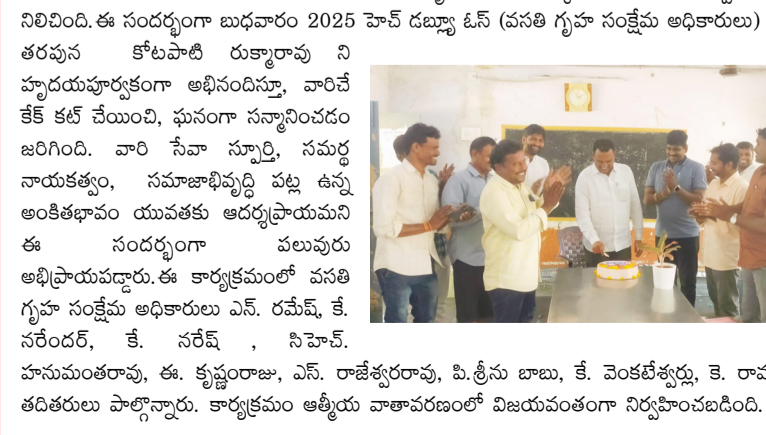 నిలిచింది.ఈ సందర్భంగా బుధవారం 2025 హెచ్ డబ్ల్యూ ఓస్ (వసతి గృహ సంక్షేమ అధికారులు)
తరపున కోటపాటి రుక్మారావు ని
హృదయపూర్వకంగా అభినందిస్తూ, వారిచే
కేక్ కట్ చేయించి, ఘనంగా సన్మానించడం
జరిగింది. వారి సేవా స్ఫూర్తి, సమర్థ
నాయకత్వం, సమాజాభివృద్ధి పట్ల ఉన్న
అంకితభావం యువతకు ఆదర్శప్రాయమని
ఈ సందర్భంగా పలువురు
అభిప్రాయపడ్డారు.ఈ కార్యక్రమంలో వసతి
గృహ సంక్షేమ అధికారులు ఎన్. రమేష్, కే.
నరేందర్, కే. నరేష్ , సిహెచ్.
హనుమంతరావు, ఈ. కృష్ణంరాజు, ఎస్. రాజేశ్వరరావు, పి.శ్రీను బాబు, కే. వెంకటేశ్వర్లు, కె.
తదితరులు పాల్గొన్నారు. కార్యక్రమం ఆత్మీయ వాతావరణంలో విజయవంతంగా నిర్వహించబడింది.